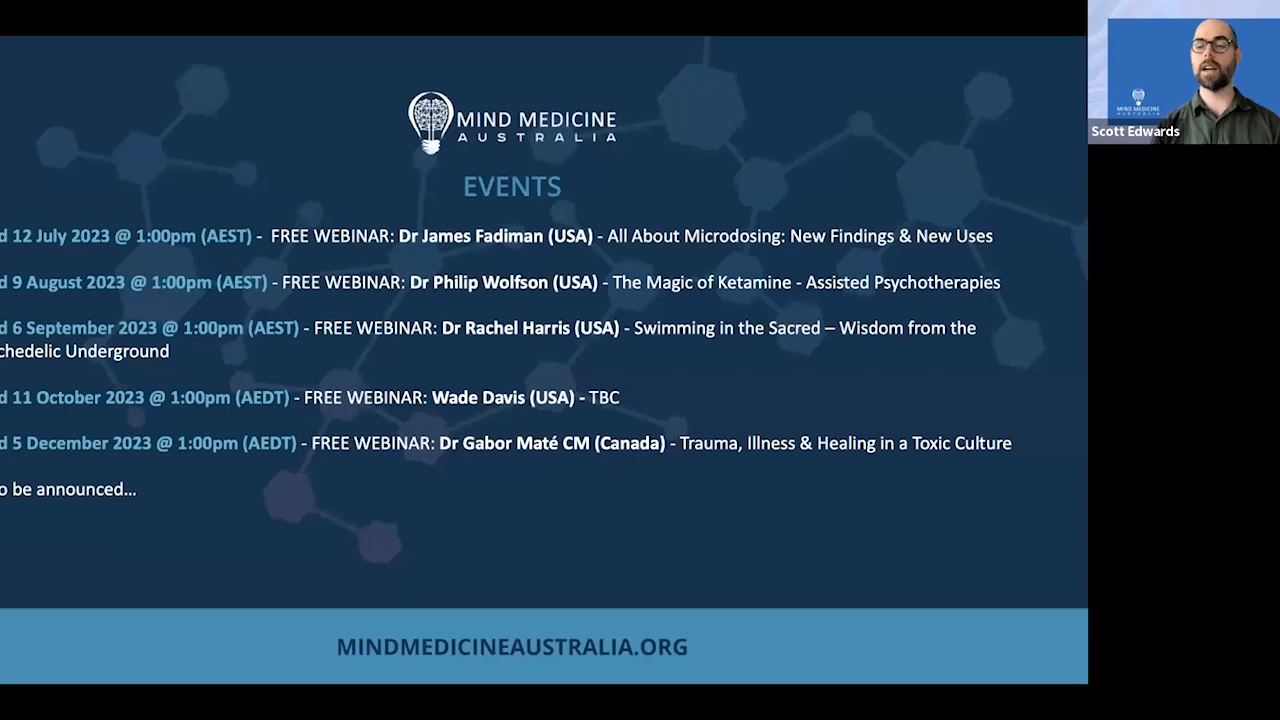 MIND MEDICINE
AUSTRALIA
EVENTS
d 12 July 2023 @ 1:00pm (AEST) - FREE WEBINAR: Dr James Fadiman (USA) - All About Microdosing: New Findings & New Uses
d 9 August 2023 @ 1:00pm (AEST) - FREE WEBINAR: Dr Philip Wolfson (USA) - The Magic of Ketamine - Assisted Psychotherapies
d 6 September 2023 @ 1:00pm (AEST) - FREE WEBINAR: Dr Rachel Harris (USA) - Swimming in the Sacred – Wisdom from the
chedelic Underground
d 11 October 2023 @ 1:00pm (AEDT) - FREE WEBINAR: Wade Davis (USA) - TBC
d 5 December 2023 @ 1:00pm (AEDT) - FREE WEBINAR: Dr Gabor Maté CM (Canada) - Trauma, Illness & Healing in a Toxic Culture
o be announced...
MINDMEDICINEAUSTRALIA.ORG
MIND MEDICINE
AUSTRALIA
Scott Edwards